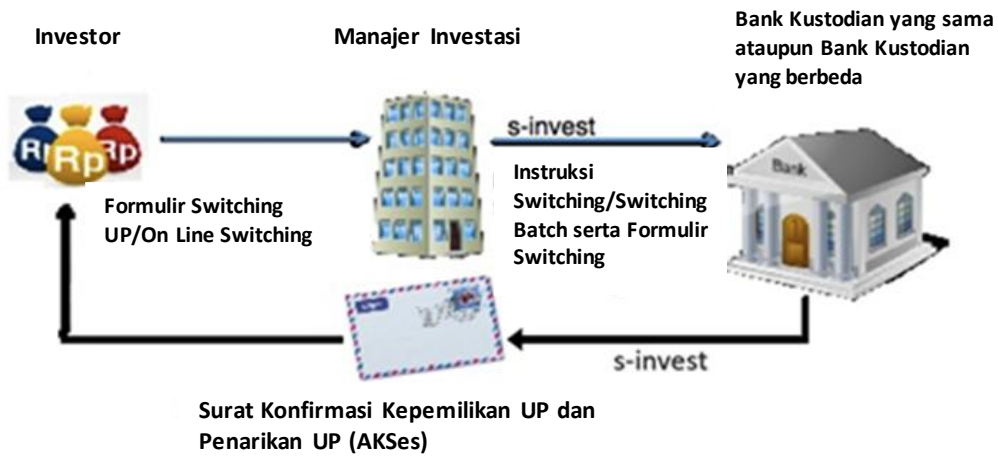 Investor
Manajer Investasi
Bank Kustodian yang sama
ataupun Bank Kustodian
yang berbeda
Rp
Rp
Rp
s-invest
Bank
Formulir Switching
UP/On Line Switching
Instruksi
Switching/Switching
Batch serta Formulir
Switching
s-invest
Surat Konfirmasi Kepemilikan UP dan
Penarikan UP (AKSes)